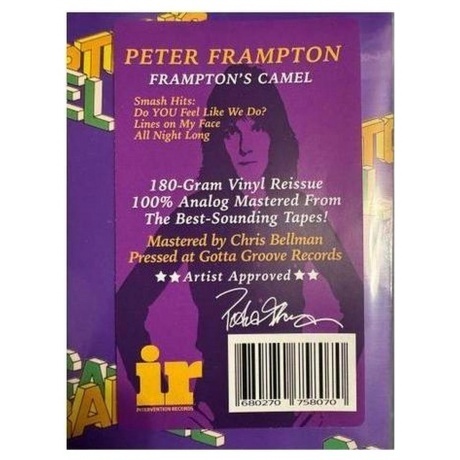 PETER FRAMPTON
FRAMPTON'S CAMEL
Smash Hits:
Do YOU Feel Like We Do?
Lines on My Face
All Night Long
180-Gram Vinyl Reissue
100% Analog Mastered From
The Best-Sounding Tapes!
Mastered by Chris Bellman
Pressed at Gotta Groove Records
★★Artist Approved★★
ir
INTERVENTION RECORDS
680270 758070